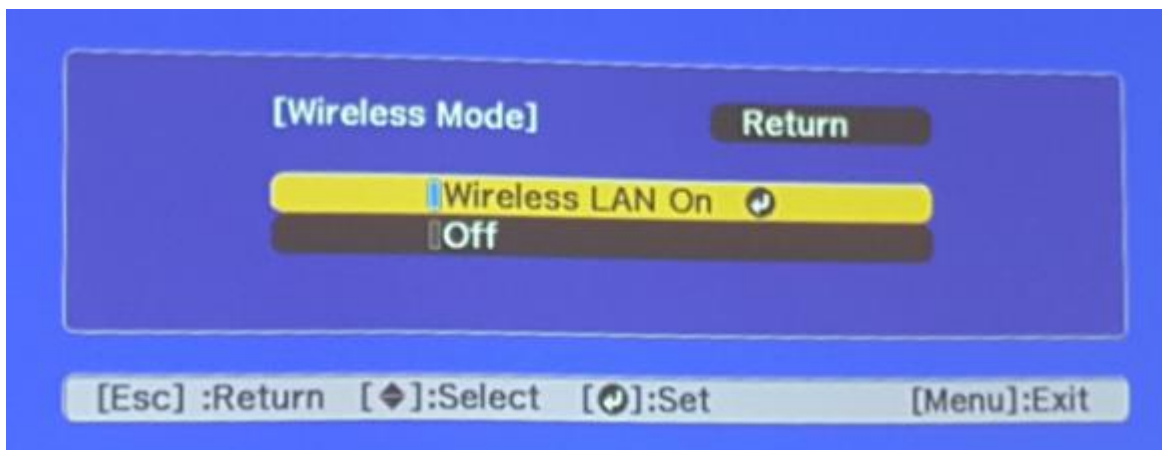 [Wireless Mode] Return
Wireless LAN On
Off
[Esc] :Return [◆]:Select [↵]:Set [Menu]:Exit